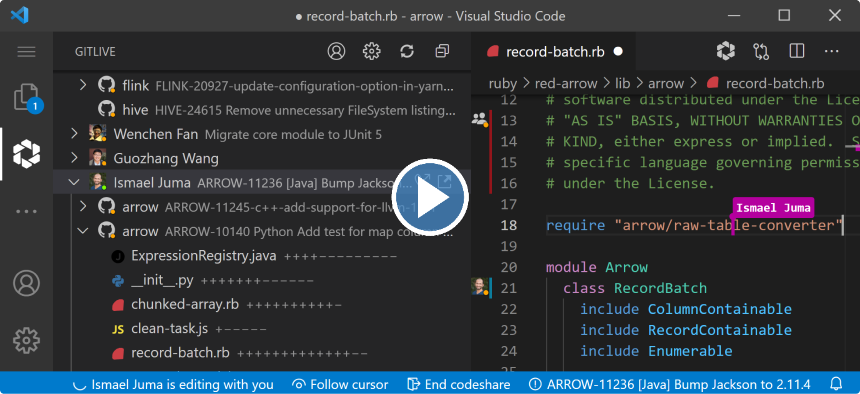 ● record-batch.rb - arrow - Visual Studio Code
GITLIVE
flink FLINK-20927-update-configuration-option-in-yarn...
hive HIVE-24615 Remove unnecessary FileSystem listing...
Wenchen Fan Migrate core module to JUnit 5
Guozhang Wang
Ismael Juma ARROW-11236 [Java] Bump Jackson...
arrow ARROW-11245-c++-add-support-for-llvm-1
arrow ARROW-10140 Python Add test for map col
ExpressionRegistry.java ++++---------
__init__.py +++++++------
chunked-array.rb +++++++++++-
JS clean-task.js +-----
record-batch.rb +++++++++++++--
1
record-batch.rb ●
ruby > red-arrow > lib > arrow > record-batch.rb
12 # software distributed under the Lice
13 # "AS IS" BASIS, WITHOUT WARRANTIES O
14 # KIND, either express or implied. S
15 # specific language governing permiss
16 # under the License.
17
Ismael Juma
18 require "arrow/raw-table-converter"
19
20 module Arrow
21 class RecordBatch
22 include ColumnContainable
23 include RecordContainable
24 include Enumerable
Ismael Juma is editing with you Follow cursor End codeshare ARROW-11236 [Java] Bump Jackson to 2.11.4